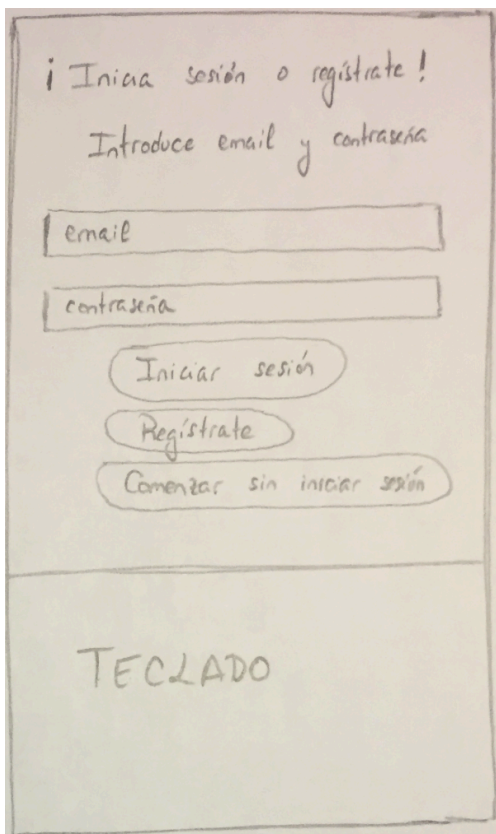 ¡Inicia sesión o regístrate!
Introduce email y contraseña
email
contraseña
Iniciar sesión
Regístrate
Comenzar sin iniciar sesión
TECLADO